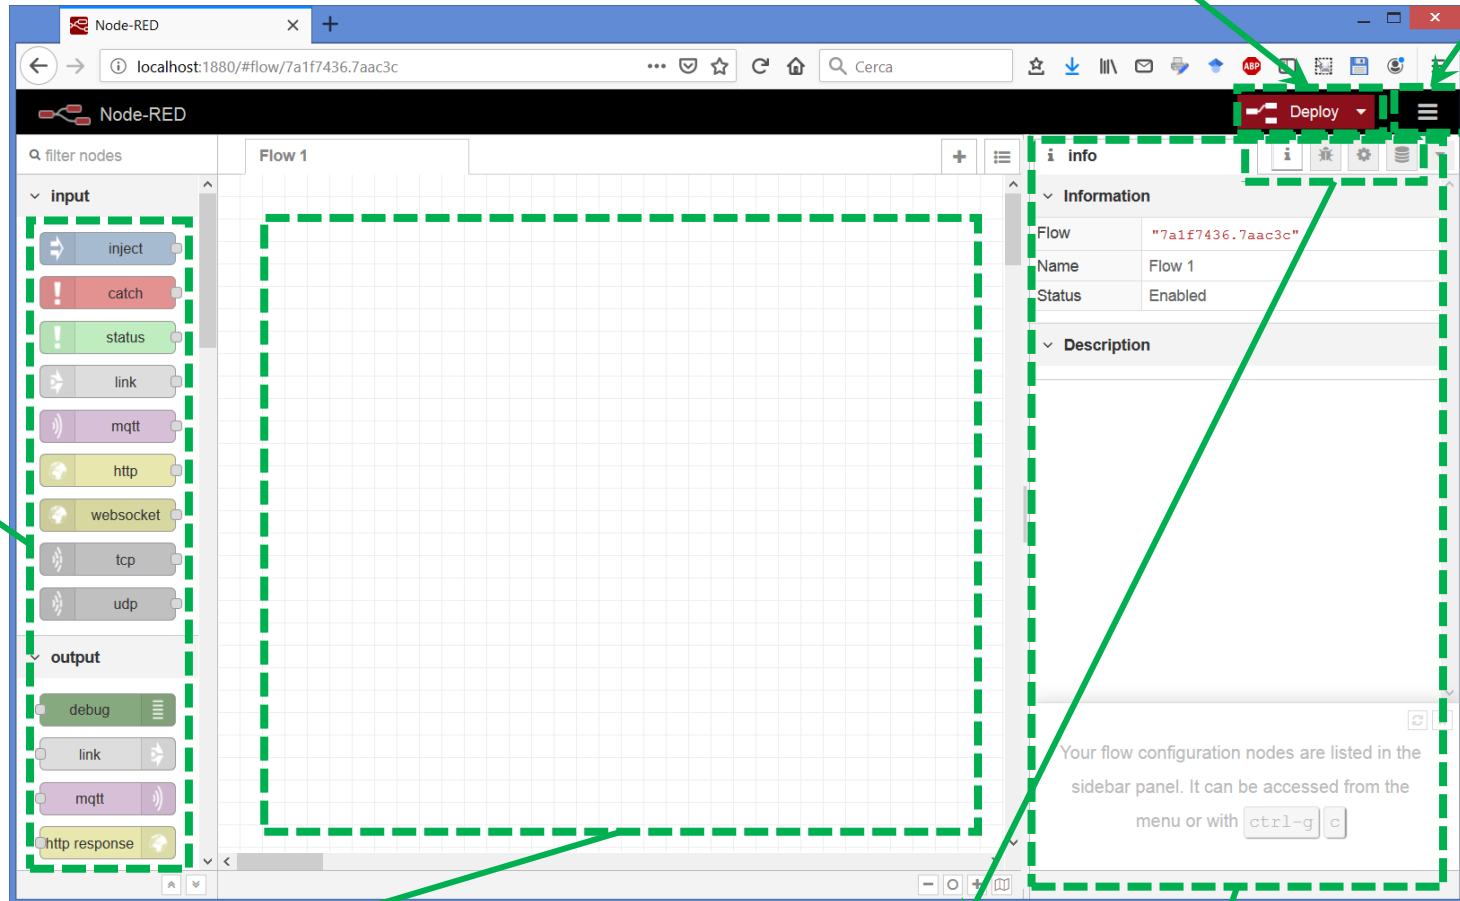 Node-RED
localhost:1880/#flow/7a1f7436.7aac3c
Cerca
ABP
Node-RED
Deploy
filter nodes
Flow 1
i info
input
Information
inject
Flow "7a1f7436.7aac3c"
Name Flow 1
catch
Status Enabled
status
Description
link
mqtt
http
websocket
tcp
udp
output
debug
link
Your flow configuration nodes are listed in the
sidebar panel. It can be accessed from the
mqtt
menu or with ctrl-g c
http response